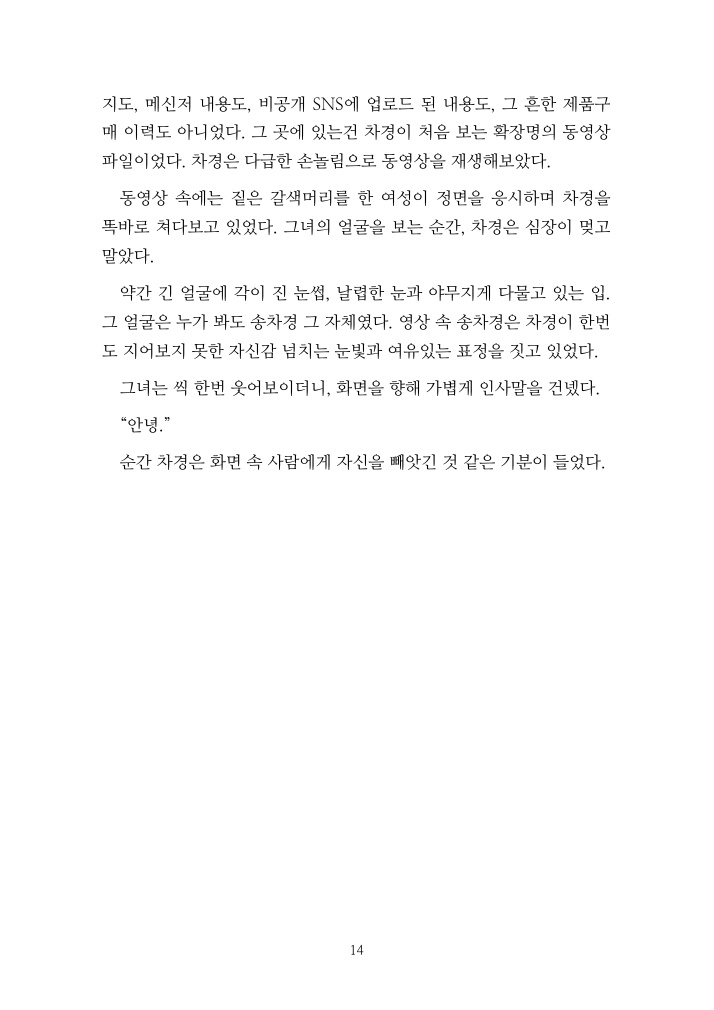 지도, 메신저 내용도, 비공개 SNS에 업로드 된 내용도, 그 흔한 제품구
매 이력도 아니었다. 그 곳에 있는건 차경이 처음 보는 확장명의 동영상
파일이었다. 차경은 다급한 손놀림으로 동영상을 재생해보았다.
동영상 속에는 짙은 갈색머리를 한 여성이 정면을 응시하며 차경을
똑바로 쳐다보고 있었다. 그녀의 얼굴을 보는 순간, 차경은 심장이 멎고
말았다.
약간 긴 얼굴에 각이 진 눈썹, 날렵한 눈과 야무지게 다물고 있는 입.
그 얼굴은 누가 봐도 송차경 그 자체였다. 영상 속 송차경은 차경이 한번
도 지어보지 못한 자신감 넘치는 눈빛과 여유있는 표정을 짓고 있었다.
그녀는 씩 한번 웃어보이더니, 화면을 향해 가볍게 인사말을 건넸다.
“안녕.”
순간 차경은 화면 속 사람에게 자신을 빼앗긴 것 같은 기분이 들었다.
14